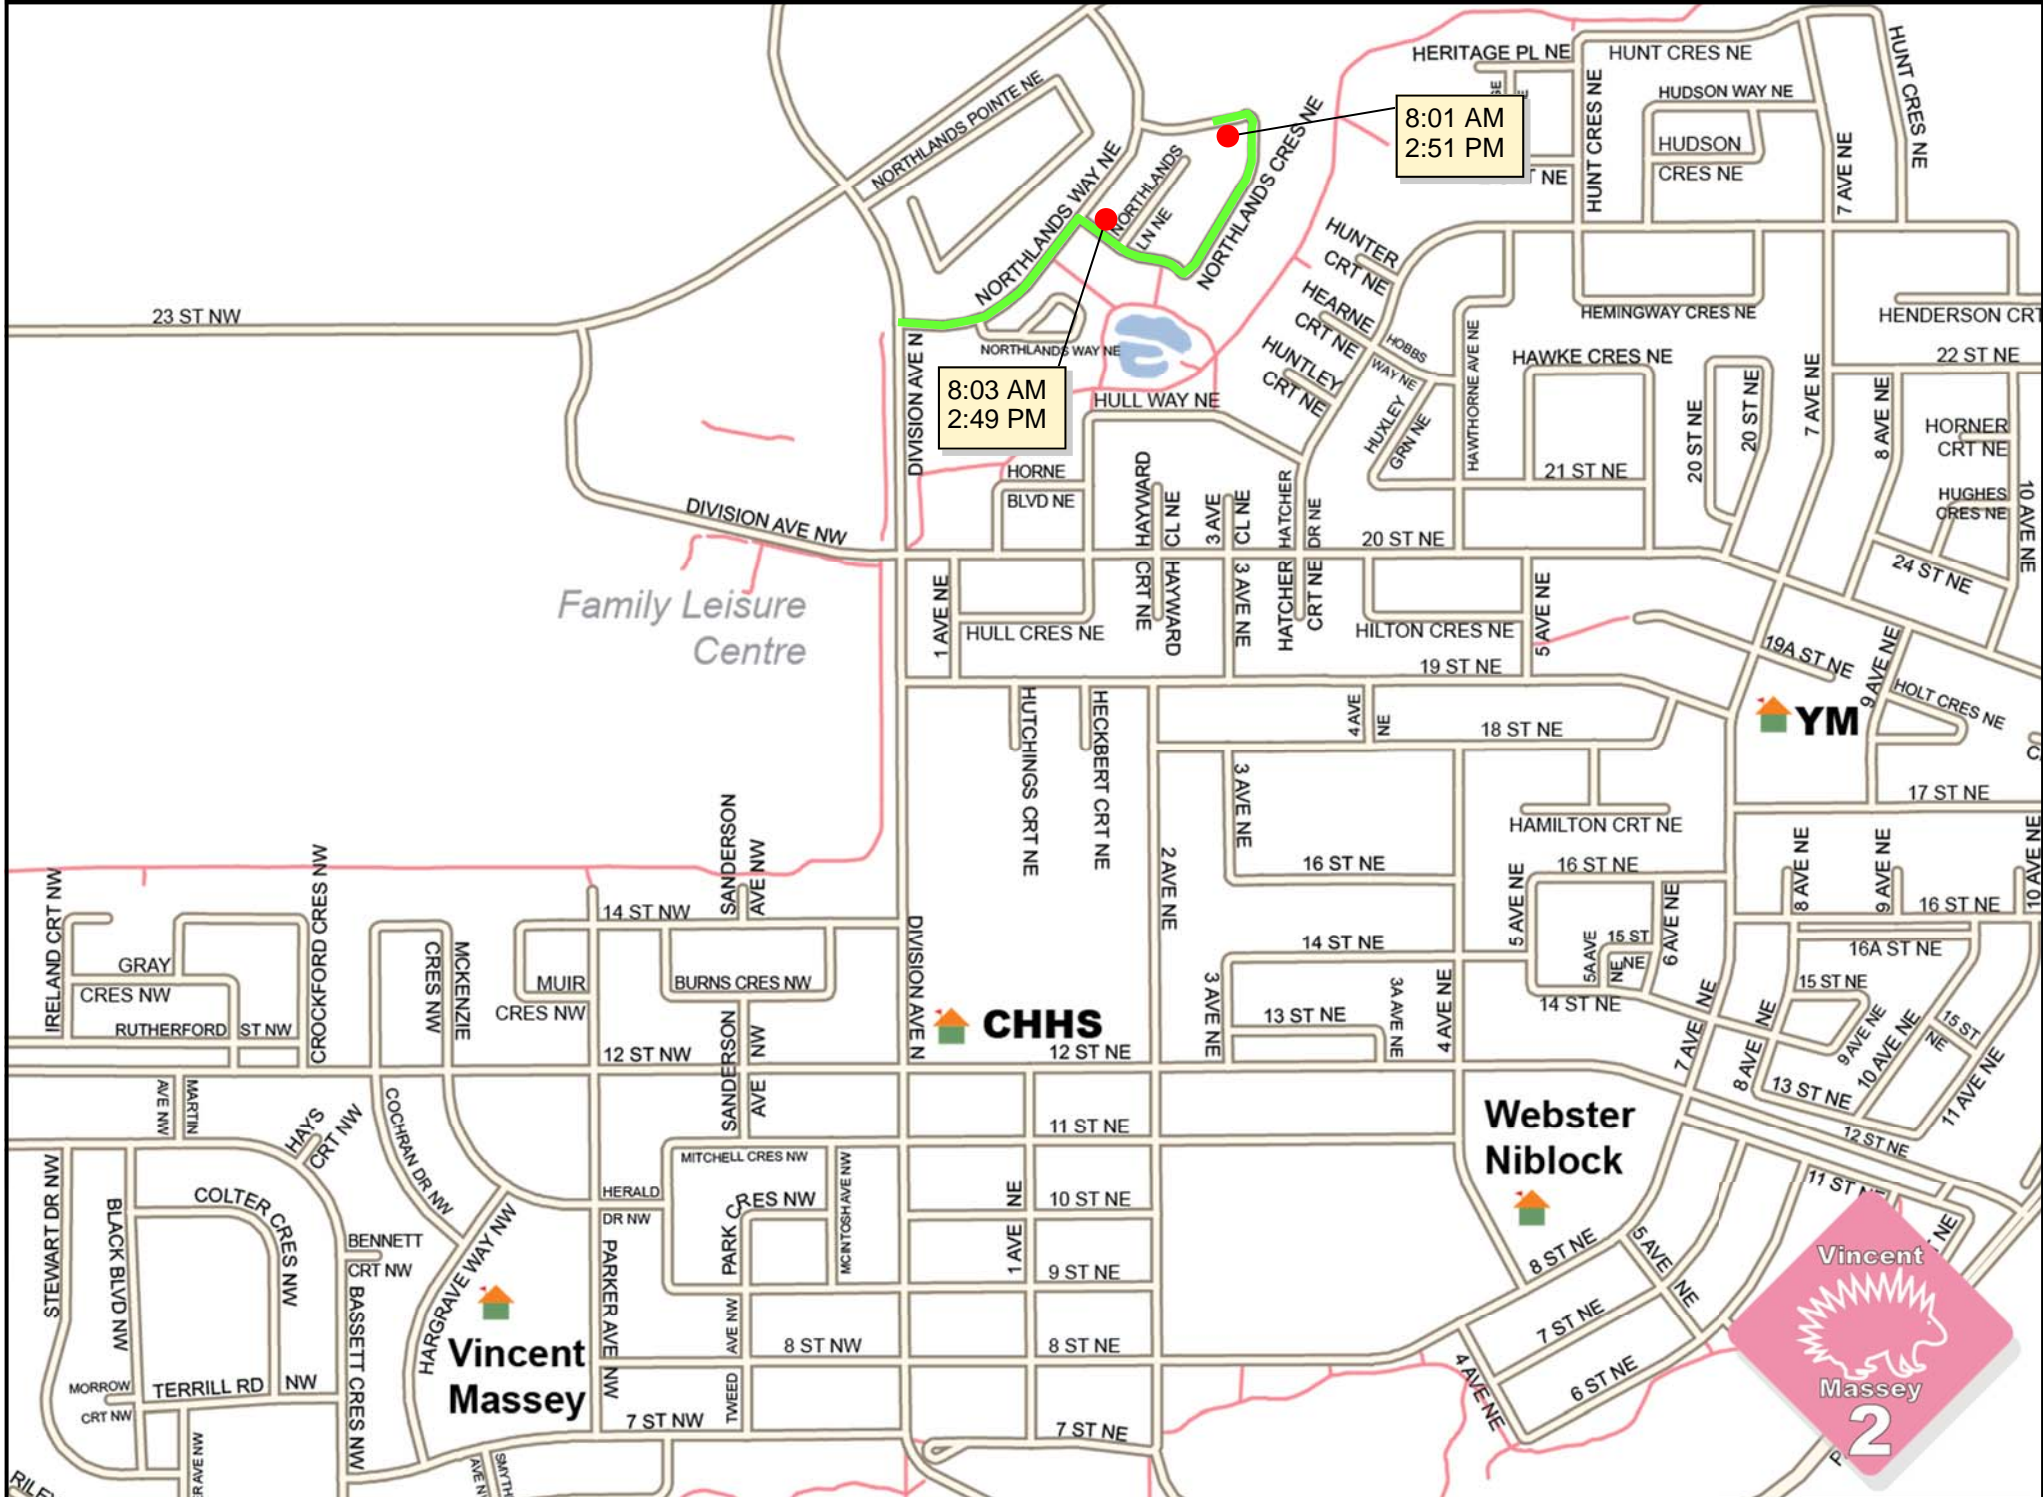 HERITAGE PL NE
HUNT CRES NE
HUNT CRES NE
HUNT CRES NE
HUDSON WAY NE
HUDSON
CRES NE
7 AVE NE
NORTHLANDS POINTE NE
NORTHLANDS WAY NE
NORTHLANDS
LN NE
NORTHLANDS CRES NE
8:01 AM
2:51 PM
NE
HUNTER
CRT NE
HEARNE
CRT NE
HUNTLEY
CRT NE
HOBBS
WAY NE
HUXLEY
GRN NE
HAWTHORNE AVE NE
HEMINGWAY CRES NE
HENDERSON CRT
23 ST NW
NORTHLANDS WAY NE
DIVISION AVE N
8:03 AM
2:49 PM
HULL WAY NE
HAWKE CRES NE
22 ST NE
20 ST NE
20 ST NE
7 AVE NE
8 AVE NE
HORNER
CRT NE
HUGHES
CRES NE
10 AVE NE
21 ST NE
HORNE
BLVD NE
HAYWARD
CL NE
3 AVE
CL NE
HATCHER
HATCHER
DR NE
20 ST NE
DIVISION AVE NW
24 ST NE
Family Leisure
Centre
1 AVE NE
HULL CRES NE
CRT NE
HAYWARD
3 AVE NE
CRT NE
HATCHER
HILTON CRES NE
5 AVE NE
19 ST NE
19A ST NE
9 AVE NE
HOLT CRES NE
YM
HUTCHINGS CRT NE
HECKBERT CRT NE
4 AVE
NE
18 ST NE
3 AVE NE
17 ST NE
HAMILTON CRT NE
2 AVE NE
16 ST NE
16 ST NE
5 AVE NE
6 AVE NE
8 AVE NE
9 AVE NE
10 AVE NE
16 ST NE
16A ST NE
IRELAND CRT NW
CROCKFORD CRES NW
SANDERSON
AVE NW
14 ST NW
GRAY
CRES NW
MCKENZIE
CRES NW
MUIR
CRES NW
BURNS CRES NW
DIVISION AVE N
14 ST NE
15 ST
NE
5A AVE
NE
15 ST NE
14 ST NE
RUTHERFORD ST NW
12 ST NW
SANDERSON
AVE NW
CHHS
12 ST NE
3 AVE NE
13 ST NE
3A AVE NE
4 AVE NE
7 AVE NE
8 AVE NE
9 AVE NE
10 AVE NE
15 ST
NE
11 AVE NE
13 ST NE
12 ST NE
MARTIN
AVE NW
HAYS
CRT NW
COCHRAN DR NW
11 ST NE
MITCHELL CRES NW
MCINTOSH AVE NW
Webster
Niblock
STEWART DR NW
BLACK BLVD NW
COLTER CRES NW
HERALD
DR NW
PARK CRES NW
1 AVE NE
10 ST NE
11 ST NE
NE
BENNETT
CRT NW
HARGRAVE WAY NW
PARKER AVE NW
9 ST NE
8 ST NE
5 AVE NE
BASSETT CRES NW
Vincent
Massey
TWEED AVE NW
8 ST NW
8 ST NE
7 ST NE
6 ST NE
4 AVE NE
MORROW
CRT NW
TERRILL RD NW
7 ST NW
7 ST NE
SMYTH
AVE N
RILEY
Vincent
Massey
2